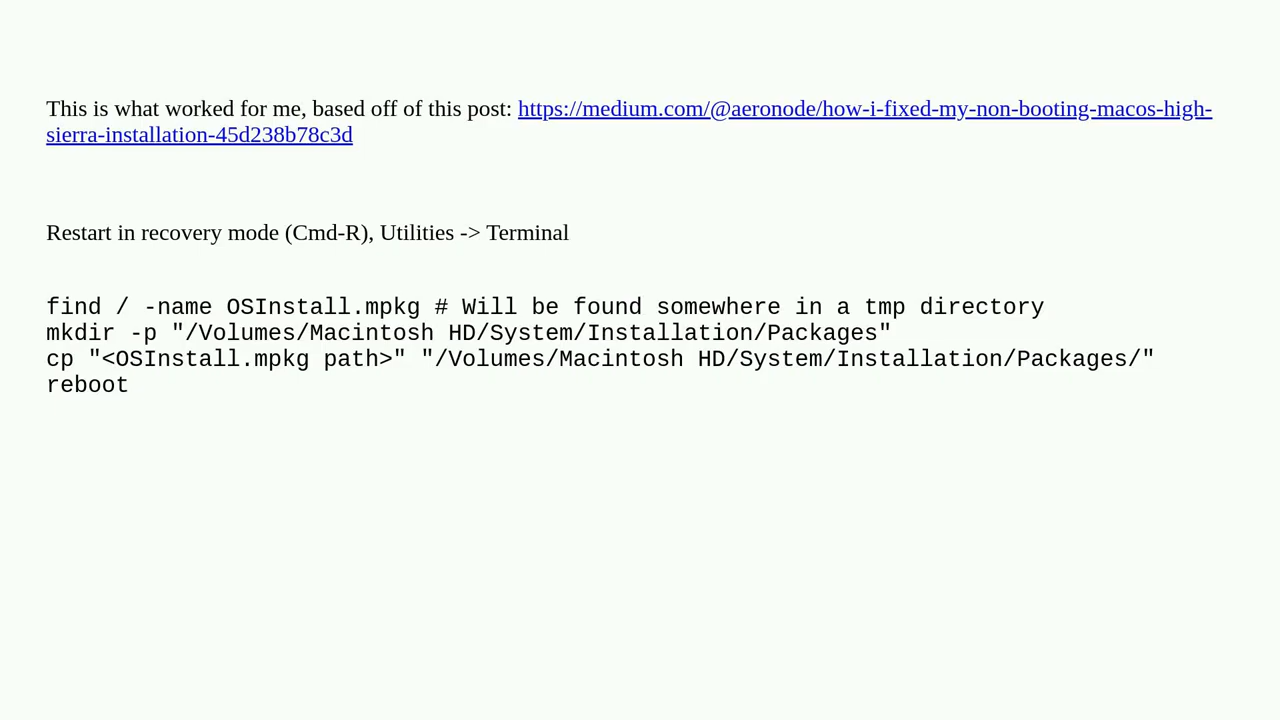 This is what worked for me, based off of this post: https://medium.com/@aeronode/how-i-fixed-my-non-booting-macos-high-
sierra-installation-45d238b78c3d
Restart in recovery mode (Cmd-R), Utilities -> Terminal
find / -name OSInstall.mpkg # Will be found somewhere in a tmp directory
mkdir -p "/Volumes/Macintosh HD/System/Installation/Packages"
cp "<OSInstall.mpkg path>" "/Volumes/Macintosh HD/System/Installation/Packages/"
reboot